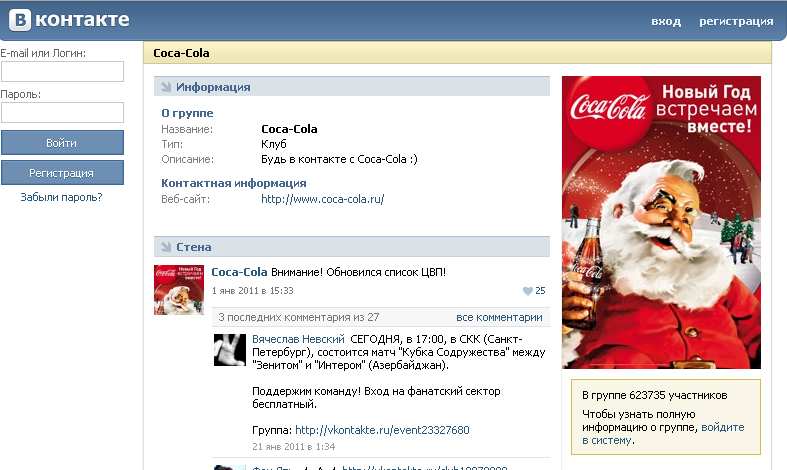 В контакте
вход регистрация
E-mail или Логин:
Пароль:
Войти
Регистрация
Забыли пароль?
Coca-Cola
Информация
О группе
Название: Coca-Cola
Тип: Клуб
Описание: Будь в контакте с Coca-Cola :)
Контактная информация
Веб-сайт: http://www.coca-cola.ru/
Стена
Coca-Cola Внимание! Обновился список ЦВП!
1 янв 2011 в 15:33
25
3 последних комментария из 27
все комментарии
Вячеслав Невский СЕГОДНЯ, в 17:00, в СКК (Санкт-
Петербург), состоится матч "Кубка Содружества" между
"Зенитом" и "Интером" (Азербайджан).
Поддержим команду! Вход на фанатский сектор
бесплатный.
Группа: http://vkontakte.ru/event23327680
21 янв 2011 в 1:34
Coca-Cola
Новый Год
встречаем
вместе!
В группе 623735 участников
Чтобы узнать полную
информацию о группе, войдите
в систему.